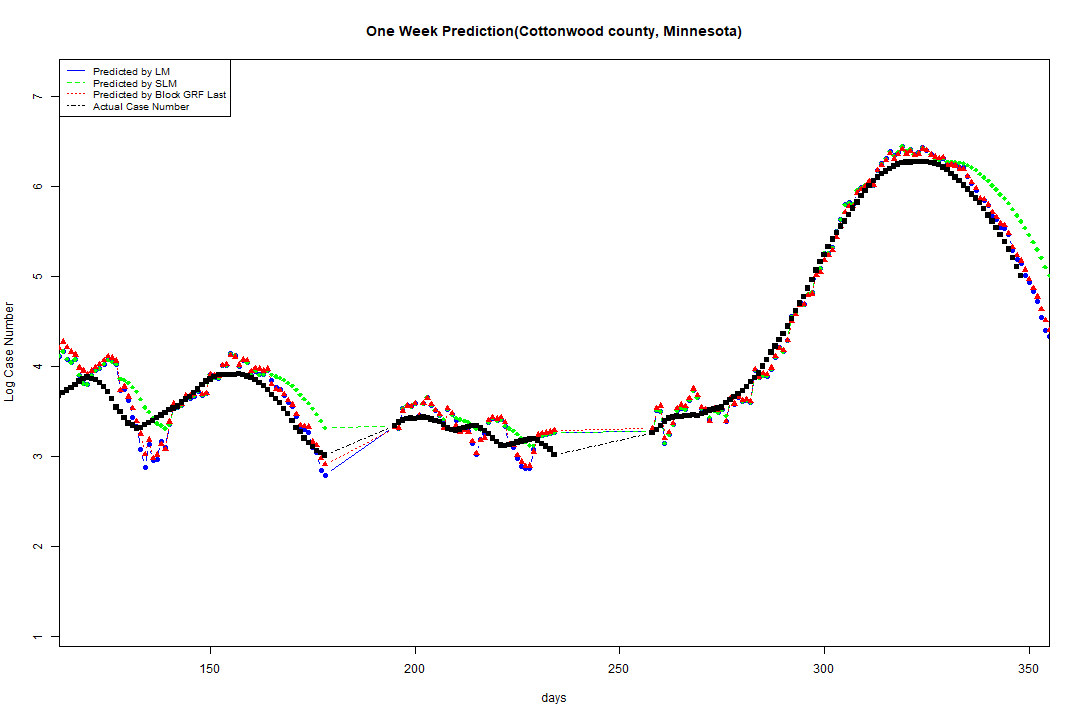 One Week Prediction(Cottonwood county, Minnesota)
Predicted by LM
Predicted by SLM
Predicted by Block GRF Last
Actual Case Number
Log Case Number
7
6
5
4
3
2
1
150 200 250 300 350
days